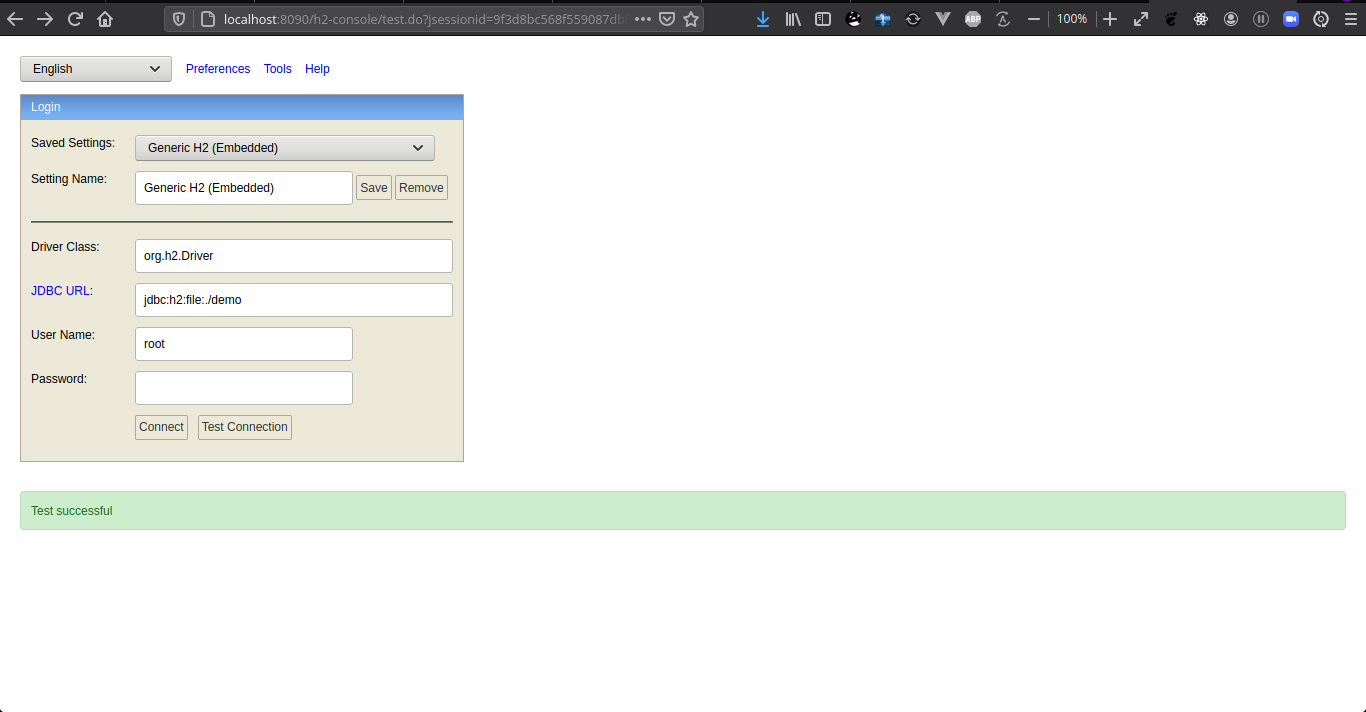 localhost:8090/h2-console/test.do?jsessionid=9f3d8bc568f559087db
ABP
100%
English
Preferences Tools Help
Login
Saved Settings: Generic H2 (Embedded)
Setting Name: Generic H2 (Embedded) Save Remove
Driver Class: org.h2.Driver
JDBC URL: jdbc:h2:file:./demo
User Name: root
Password:
Connect Test Connection
Test successful